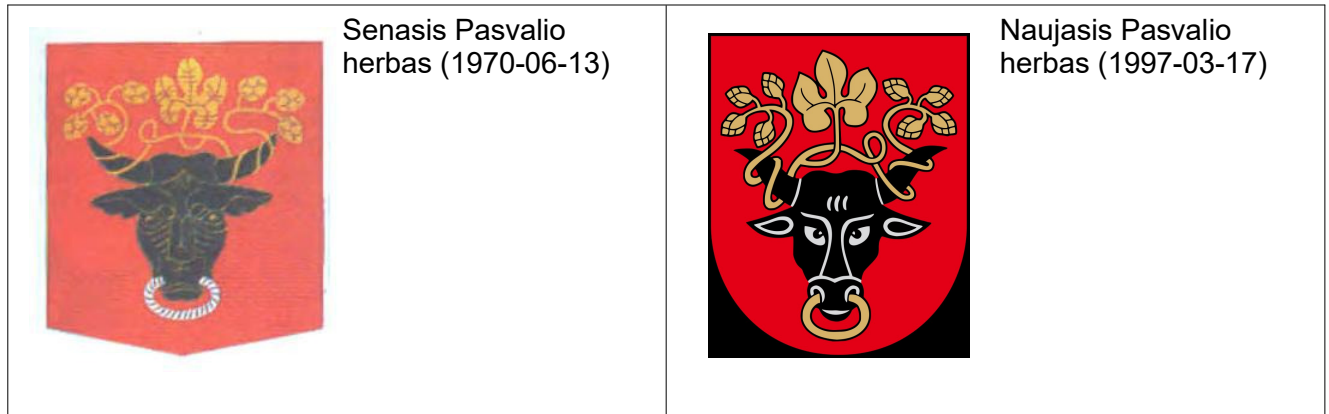 Senasis Pasvalio
herbas (1970-06-13)
Naujasis Pasvalio
herbas (1997-03-17)